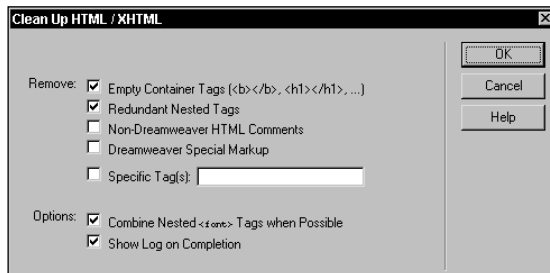 Clean Up HTML / XHTML
OK
Remove: Empty Container Tags (<b></b>, <h1></h1>, ...)
Cancel
Redundant Nested Tags
Help
Non-Dreamweaver HTML Comments
Dreamweaver Special Markup
Specific Tag(s):
Options: Combine Nested <font> Tags when Possible
Show Log on Completion